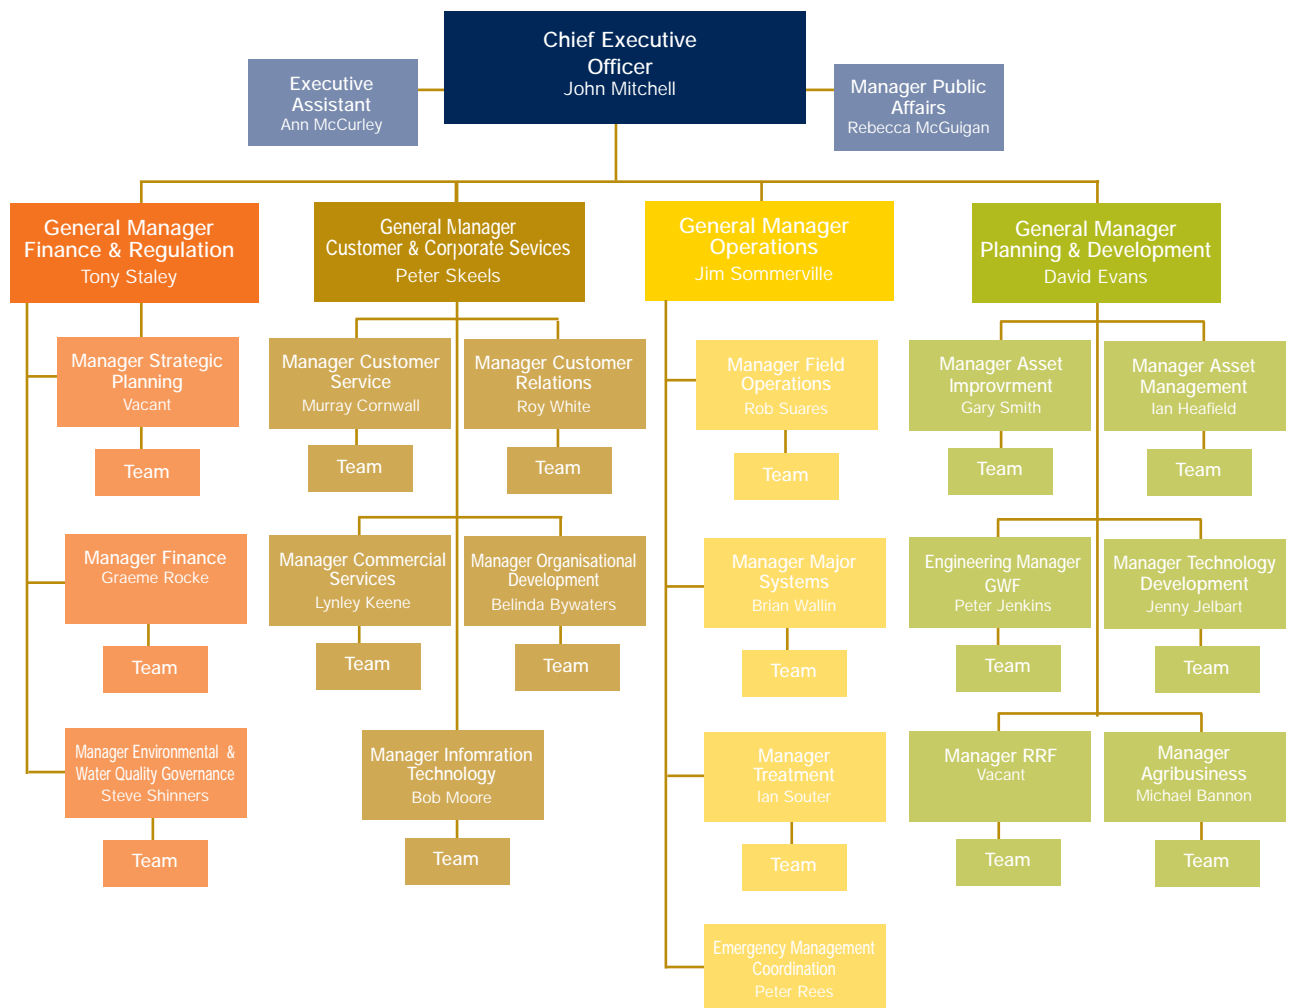 Chief Executive
Officer
John Mitchell
Executive
Assistant
Ann McCurley
Manager Public
Affairs
Rebecca McGuigan
General Manager
Finance & Regulation
Tony Staley
General Manager
Customer & Corporate Sevices
Peter Skeels
General Manager
Operations
Jim Sommerville
General Manager
Planning & Development
David Evans
Manager Strategic
Planning
Vacant
Team
Manager Finance
Graeme Rocke
Team
Manager Environmental &
Water Quality Governance
Steve Shinners
Team
Manager Customer
Service
Murray Cornwall
Team
Manager Customer
Relations
Roy White
Team
Manager Commercial
Services
Lynley Keene
Team
Manager Organisational
Development
Belinda Bywaters
Team
Manager Infomration
Technology
Bob Moore
Team
Manager Field
Operations
Rob Suares
Team
Manager Major
Systems
Brian Wallin
Team
Manager
Treatment
Ian Souter
Team
Emergency Management
Coordination
Peter Rees
Manager Asset
Improvrment
Gary Smith
Team
Manager Asset
Management
Ian Heafield
Team
Engineering Manager
GWF
Peter Jenkins
Team
Manager Technology
Development
Jenny Jelbart
Team
Manager RRF
Vacant
Team
Manager
Agribusiness
Michael Bannon
Team